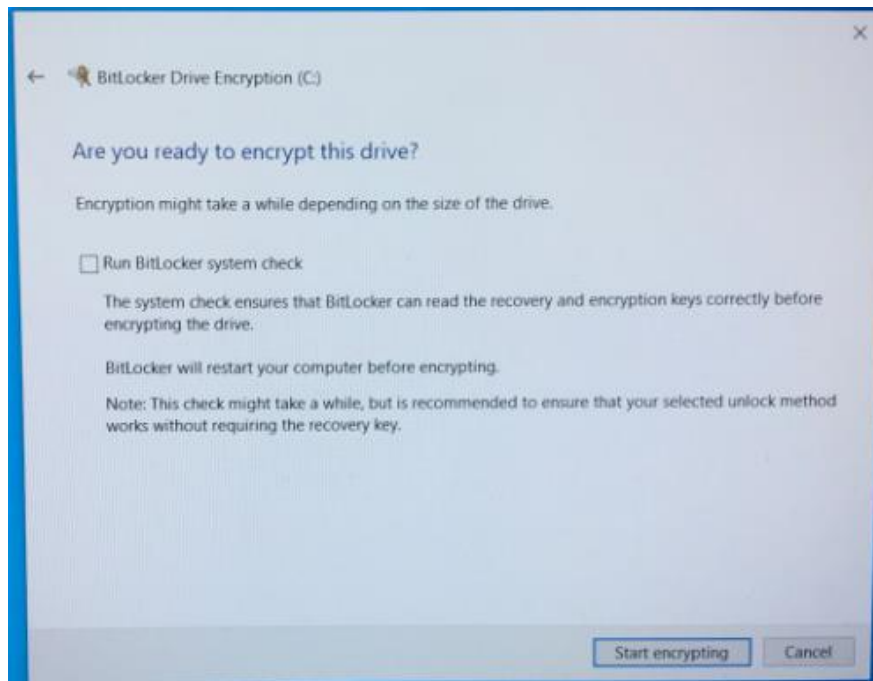 BitLocker Drive Encryption (C:)
Are you ready to encrypt this drive?
Encryption might take a while depending on the size of the drive.
Run BitLocker system check
The system check ensures that BitLocker can read the recovery and encryption keys correctly before
encrypting the drive.
BitLocker will restart your computer before encrypting.
Note: This check might take a while, but is recommended to ensure that your selected unlock method
works without requiring the recovery key.
Start encrypting
Cancel